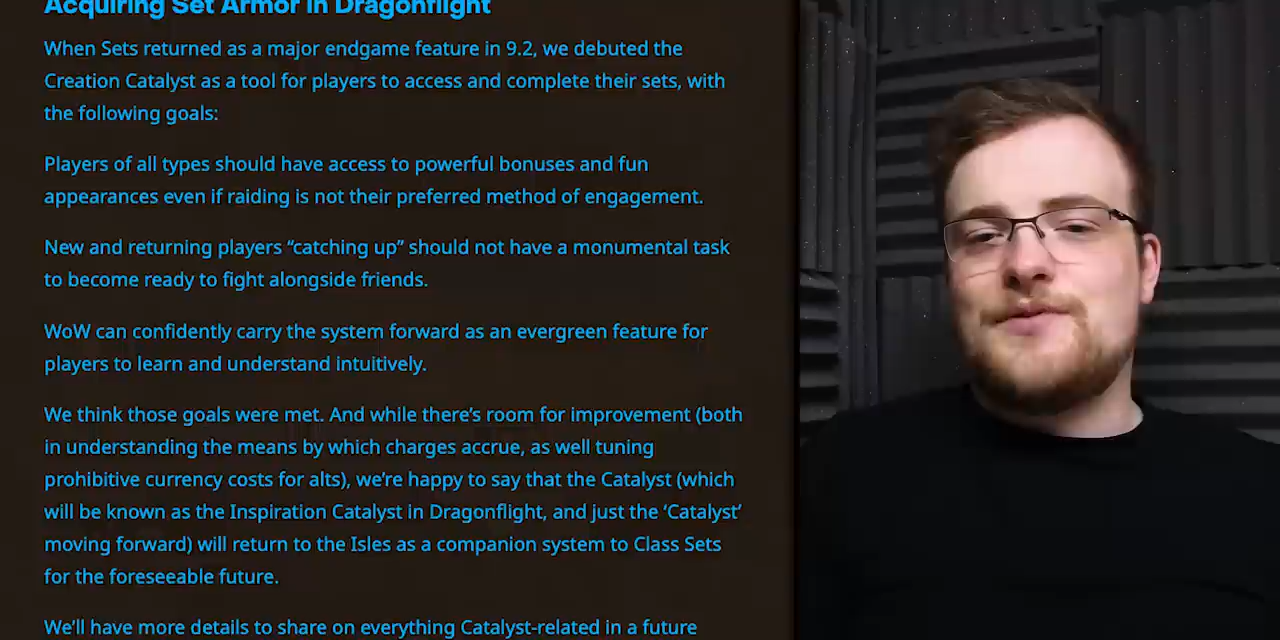 Acquiring Set Armor in Dragonflight
When Sets returned as a major endgame feature in 9.2, we debuted the
Creation Catalyst as a tool for players to access and complete their sets, with
the following goals:
Players of all types should have access to powerful bonuses and fun
appearances even if raiding is not their preferred method of engagement.
New and returning players “catching up” should not have a monumental task
to become ready to fight alongside friends.
WoW can confidently carry the system forward as an evergreen feature for
players to learn and understand intuitively.
We think those goals were met. And while there’s room for improvement (both
in understanding the means by which charges accrue, as well tuning
prohibitive currency costs for alts), we’re happy to say that the Catalyst (which
will be known as the Inspiration Catalyst in Dragonflight, and just the ‘Catalyst’
moving forward) will return to the Isles as a companion system to Class Sets
for the foreseeable future.
We’ll have more details to share on everything Catalyst-related in a future